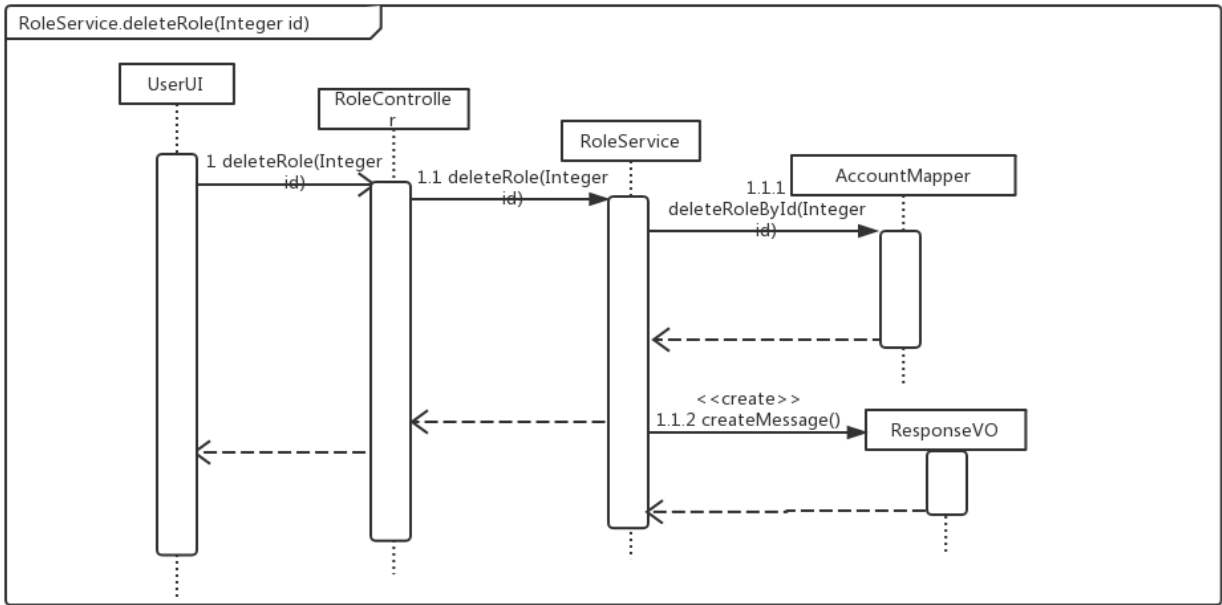 RoleService.deleteRole(Integer id)
UserUI
RoleControlle
r
RoleService
AccountMapper
1 deleteRole(Integer
id)
1.1 deleteRole(Integer
id)
1.1.1
deleteRoleById(Integer
id)
<<create>>
1.1.2 createMessage()
ResponseVO